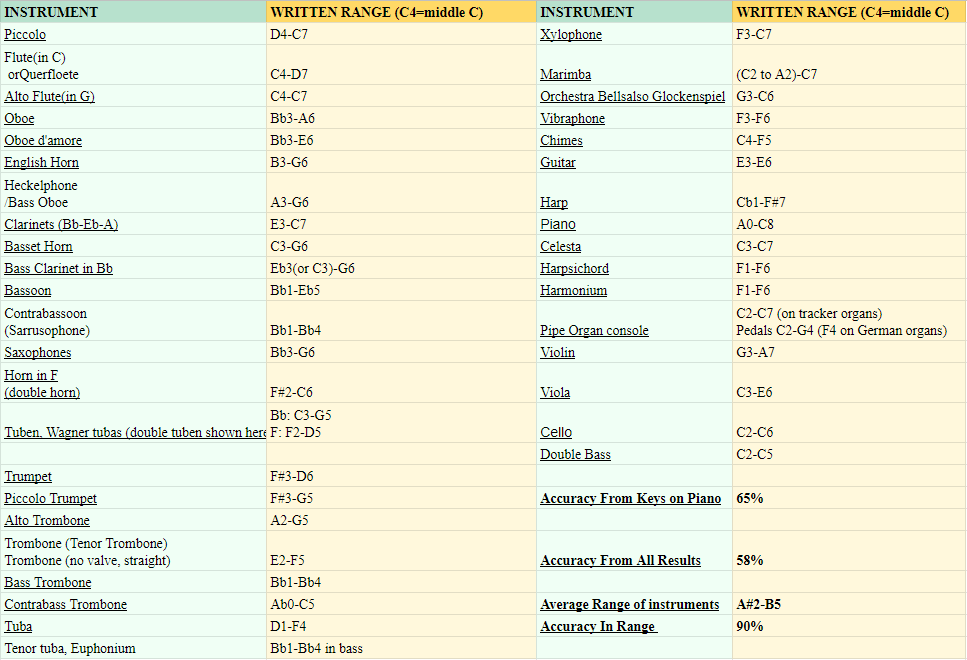 INSTRUMENT WRITTEN RANGE (C4=middle C) INSTRUMENT WRITTEN RANGE (C4=middle C)
Piccolo D4-C7 Xylophone F3-C7
Flute(in C)
orQuerfloete C4-D7 Marimba (C2 to A2)-C7
Alto Flute(in G) C4-C7 Orchestra Bellsalso Glockenspiel G3-C6
Oboe Bb3-A6 Vibraphone F3-F6
Oboe d'amore Bb3-E6 Chimes C4-F5
English Horn B3-G6 Guitar E3-E6
Heckelphone
/Bass Oboe A3-G6 Harp Cb1-F#7
Clarinets (Bb-Eb-A) E3-C7 Piano A0-C8
Basset Horn C3-G6 Celesta C3-C7
Bass Clarinet in Bb Eb3(or C3)-G6 Harpsichord F1-F6
Bassoon Bb1-Eb5 Harmonium F1-F6
Contrabassoon C2-C7 (on tracker organs)
(Sarrusophone) Bb1-Bb4 Pipe Organ console Pedals C2-G4 (F4 on German organs)
Saxophones Bb3-G6 Violin G3-A7
Horn in F
(double horn) F#2-C6 Viola C3-E6
Bb: C3-G5
Tuben, Wagner tubas (double tuben shown here F: F2-D5 Cello C2-C6
Double Bass C2-C5
Trumpet F#3-D6
Piccolo Trumpet F#3-G5 Accuracy From Keys on Piano 65%
Alto Trombone A2-G5
Trombone (Tenor Trombone)
Trombone (no valve, straight) E2-F5 Accuracy From All Results 58%
Bass Trombone Bb1-Bb4
Contrabass Trombone Ab0-C5 Average Range of instruments A#2-B5
Tuba D1-F4 Accuracy In Range 90%
Tenor tuba, Euphonium Bb1-Bb4 in bass